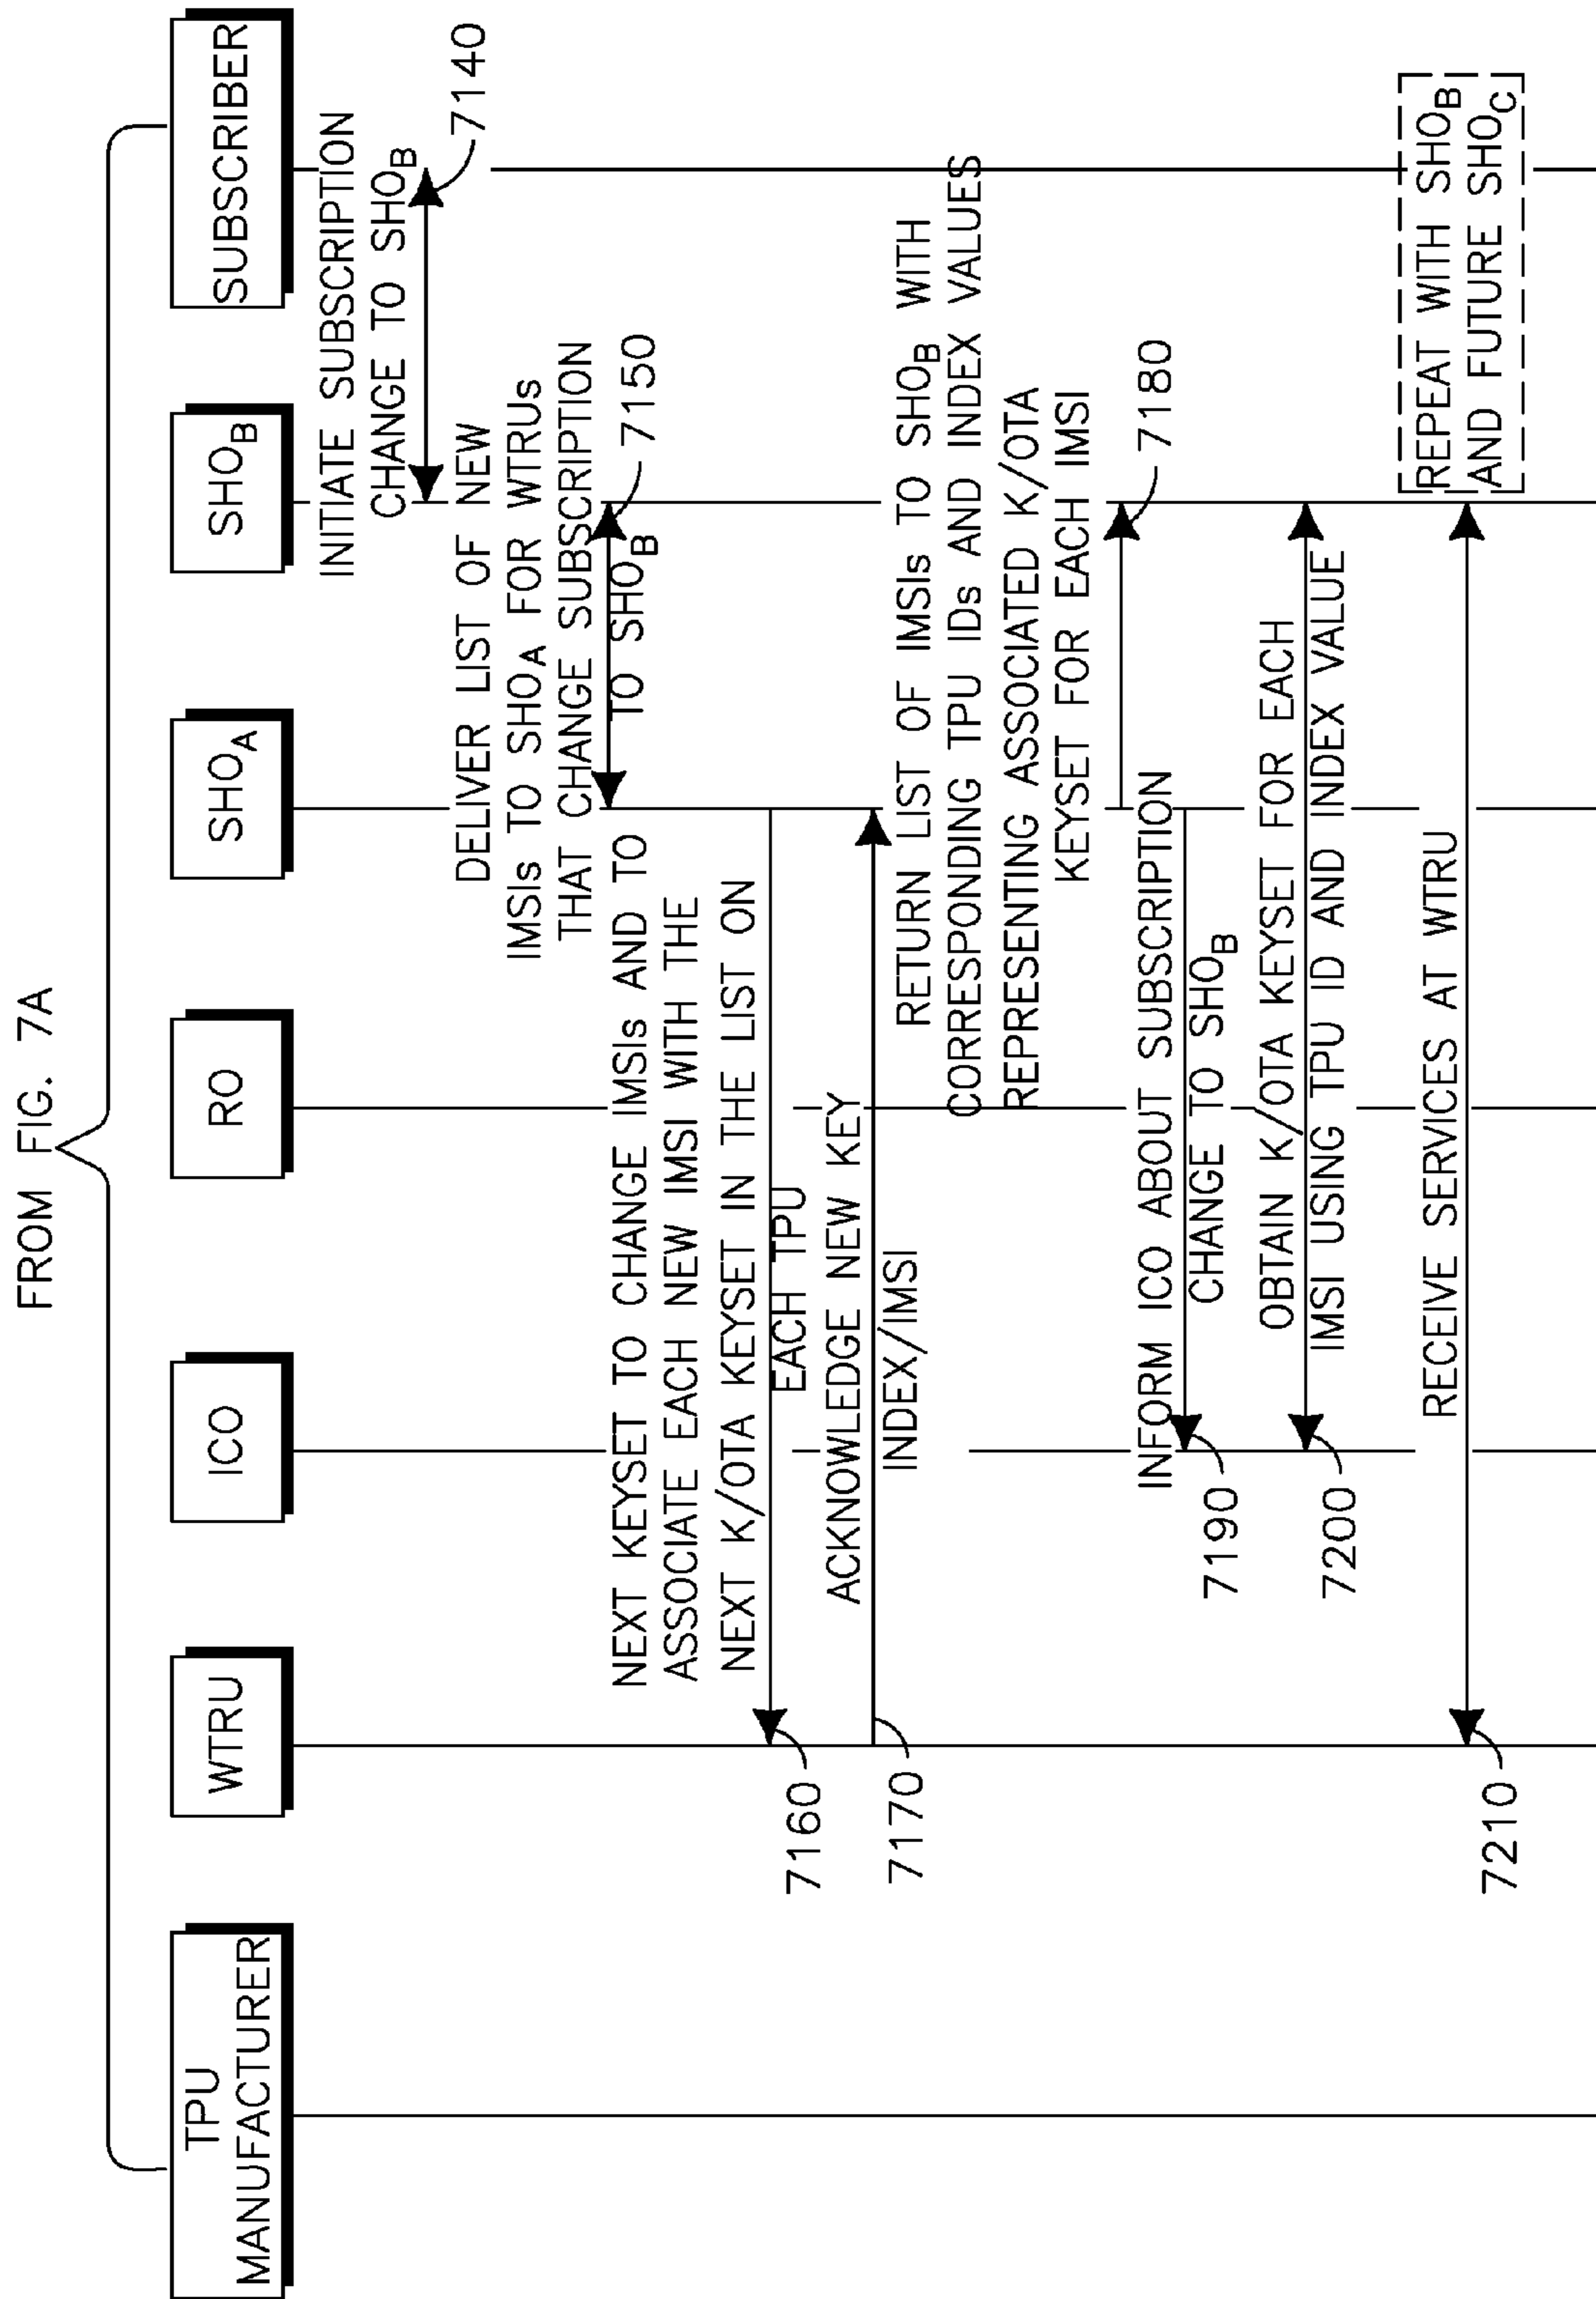 FROM FIG. 7A
TPU
MANUFACTURER
WTRU
ICO
RO
SHOA
SHOB
SUBSCRIBER
INITIATE SUBSCRIPTION
CHANGE TO SHOB
7140
DELIVER LIST OF NEW
IMSIs TO SHOA FOR WTRUs
THAT CHANGE SUBSCRIPTION
TO SHOB
7150
NEXT KEYSET TO CHANGE IMSIs AND TO
ASSOCIATE EACH NEW IMSI WITH THE
NEXT K/OTA KEYSET IN THE LIST ON
EACH TPU
7160
ACKNOWLEDGE NEW KEY
INDEX/IMSI
7170
RETURN LIST OF IMSIs TO SHOB WITH
CORRESPONDING TPU IDs AND INDEX VALUES
REPRESENTING ASSOCIATED K/OTA
KEYSET FOR EACH IMSI
7180
INFORM ICO ABOUT SUBSCRIPTION
CHANGE TO SHOB
7190
OBTAIN K/OTA KEYSET FOR EACH
IMSI USING TPU ID AND INDEX VALUE
7200
RECEIVE SERVICES AT WTRU
7210
REPEAT WITH SHOB
AND FUTURE SHOC